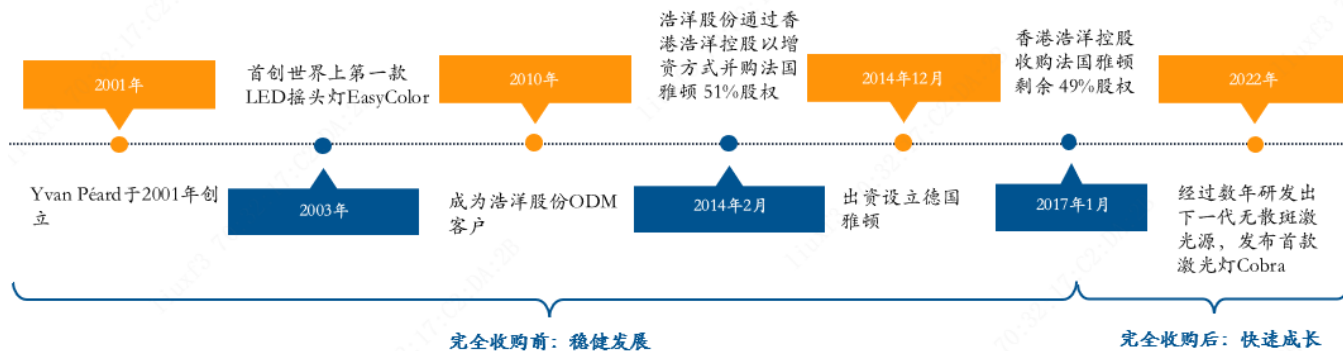 2001年
Yvan Péard于2001年创
立
首创世界上第一款
LED摇头灯EasyColor
2003年
2010年
成为浩洋股份ODM
客户
浩洋股份通过香
港浩洋控股以增
资方式并购法国
雅顿 51%股权
2014年2月
2014年12月
出资设立德国
雅顿
香港浩洋控股
收购法国雅顿
剩余 49%股权
2017年1月
2022年
经过数年研发出
下一代无散斑激
光源，发布首款
激光灯Cobra
完全收购前：稳健发展
完全收购后：快速成长